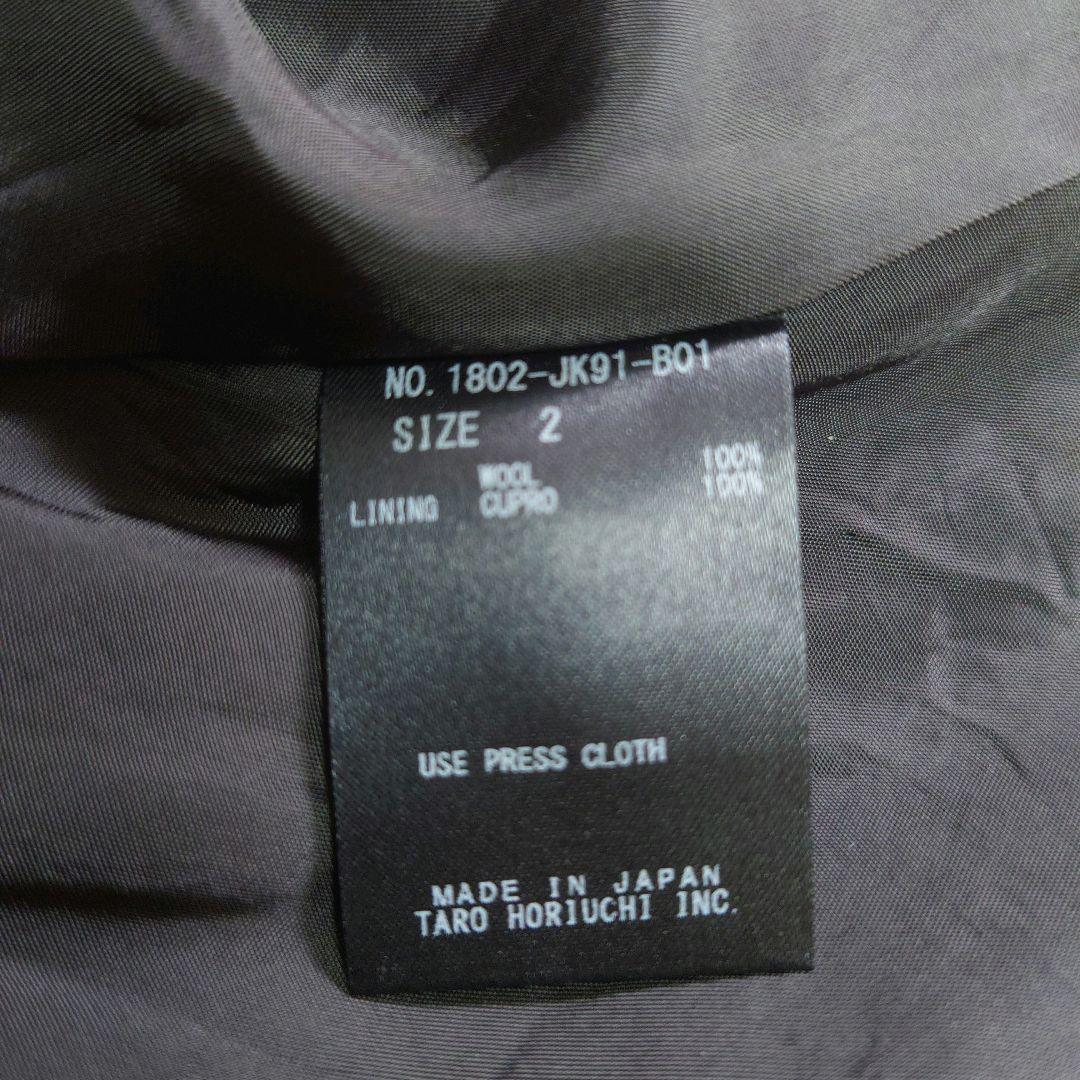 NO. 1802-JK91-B01
SIZE 2
WOOL 100%
LINING CUPRO 100%
USE PRESS CLOTH
MADE IN JAPAN
TARO HORIUCHI INC.